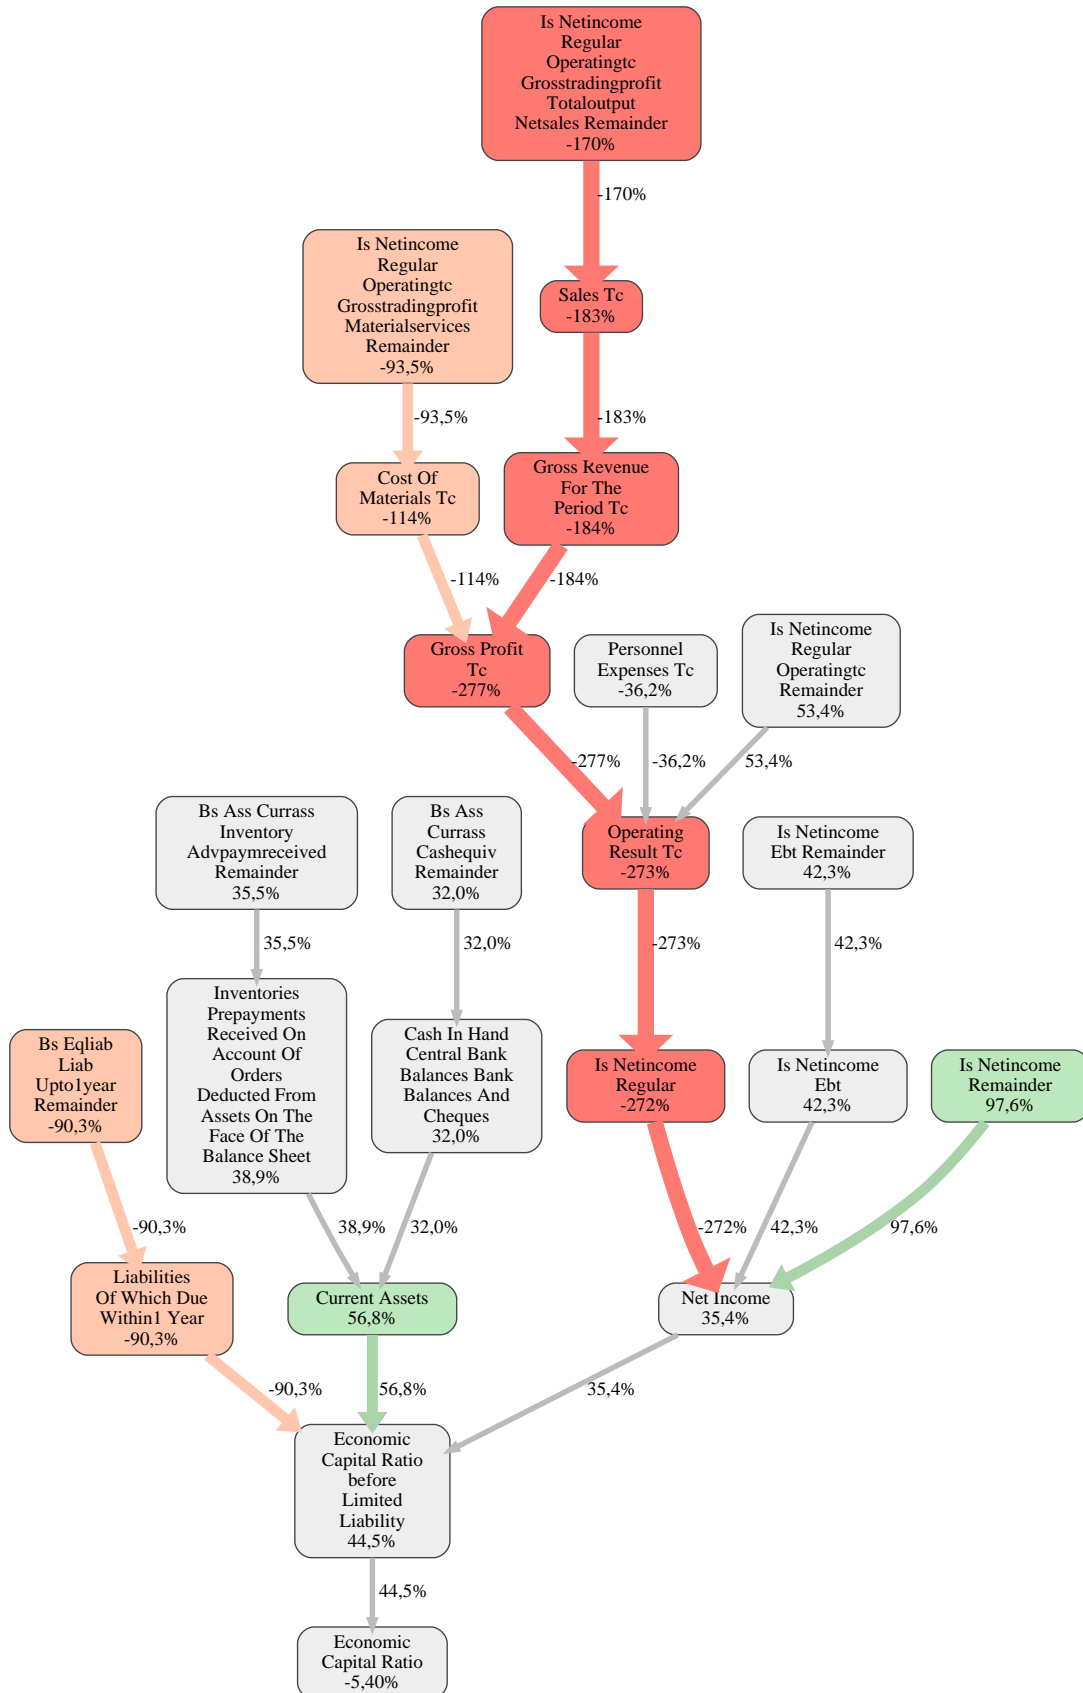 Is Netincome
Regular
Operatingtc
Grosstradingprofit
Totaloutput
Netsales Remainder
-170%
-170%
Is Netincome
Regular
Operatingtc
Grosstradingprofit
Materialservices
Remainder
-93,5%
Sales Tc
-183%
-93,5%
-183%
Cost Of
Materials Tc
-114%
Gross Revenue
For The
Period Tc
-184%
-114%
-184%
Gross Profit
Tc
-277%
Personnel
Expenses Tc
-36,2%
Is Netincome
Regular
Operatingtc
Remainder
53,4%
-277%
-36,2%
53,4%
Bs Ass Currass
Inventory
Advpaymreceived
Remainder
35,5%
Bs Ass
Currass
Cashequiv
Remainder
32,0%
Operating
Result Tc
-273%
Is Netincome
Ebt Remainder
42,3%
35,5%
32,0%
-273%
42,3%
Bs Eqliab
Liab
Upto1year
Remainder
-90,3%
Inventories
Prepayments
Received On
Account Of
Orders
Deducted From
Assets On The
Face Of The
Balance Sheet
38,9%
Cash In Hand
Central Bank
Balances Bank
Balances And
Cheques
32,0%
Is Netincome
Regular
-272%
Is Netincome
Ebt
42,3%
Is Netincome
Remainder
97,6%
-90,3%
38,9%
32,0%
-272%
42,3%
97,6%
Liabilities
Of Which Due
Within1 Year
-90,3%
Current Assets
56,8%
Net Income
35,4%
-90,3%
56,8%
35,4%
Economic
Capital Ratio
before
Limited
Liability
44,5%
44,5%
Economic
Capital Ratio
-5,40%